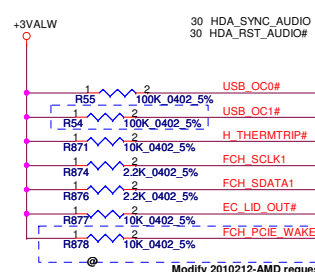 +3VALW
30 HDA_SYNC_AUDIO
30 HDA_RST_AUDIO#
1 2 USB_OC0#
R55 100K_0402_5%
1 2 USB_OC1#
R54 100K_0402_5%
1 2 H_THERMTRIP#
R871 10K_0402_5%
1 2 FCH_SCLK1
R874 2.2K_0402_5%
1 2 FCH_SDATA1
R876 2.2K_0402_5%
1 2 EC_LID_OUT#
R877 10K_0402_5%
1 2 FCH_PCIE_WAKE
R878 10K_0402_5%
@
Modify 2010212-AMD reques